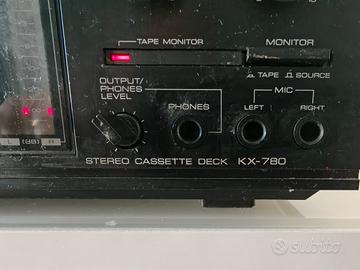 TAPE MONITOR
MONITOR
TAPE SOURCE
OUTPUT/
PHONES
LEVEL
PHONES
MIC
LEFT
RIGHT
STEREO CASSETTE DECK KX-780
subito